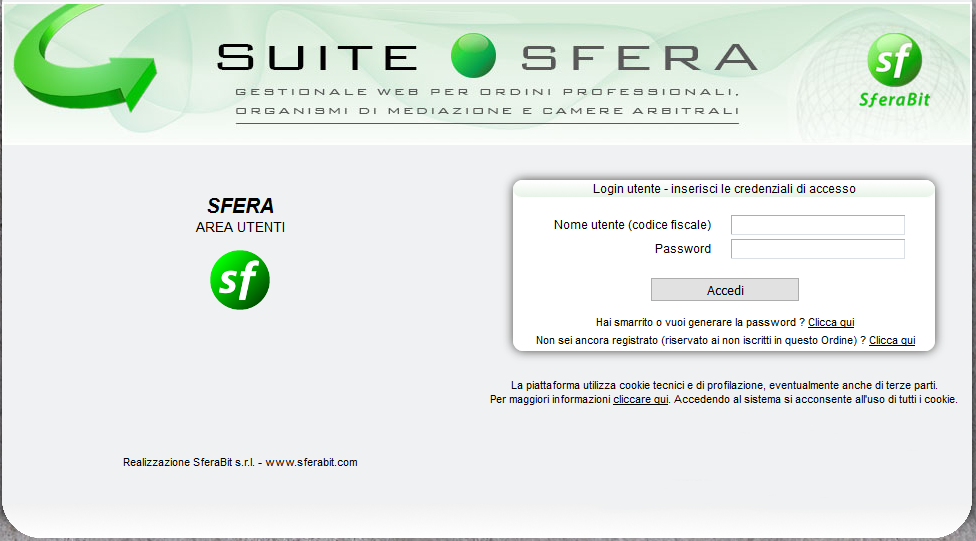 SUITE SFERA
GESTIONALE WEB PER ORDINI PROFESSIONALI,
ORGANISMI DI MEDIAZIONE E CAMERE ARBITRALI
sf
SferaBit
SFERA
AREA UTENTI
sf
Login utente - inserisci le credenziali di accesso
Nome utente (codice fiscale)
Password
Accedi
Hai smarrito o vuoi generare la password ? Clicca qui
Non sei ancora registrato (riservato ai non iscritti in questo Ordine) ? Clicca qui
La piattaforma utilizza cookie tecnici e di profilazione, eventualmente anche di terze parti.
Per maggiori informazioni cliccare qui. Accedendo al sistema si acconsente all'uso di tutti i cookie.
Realizzazione SferaBit s.r.l. - www.sferabit.com